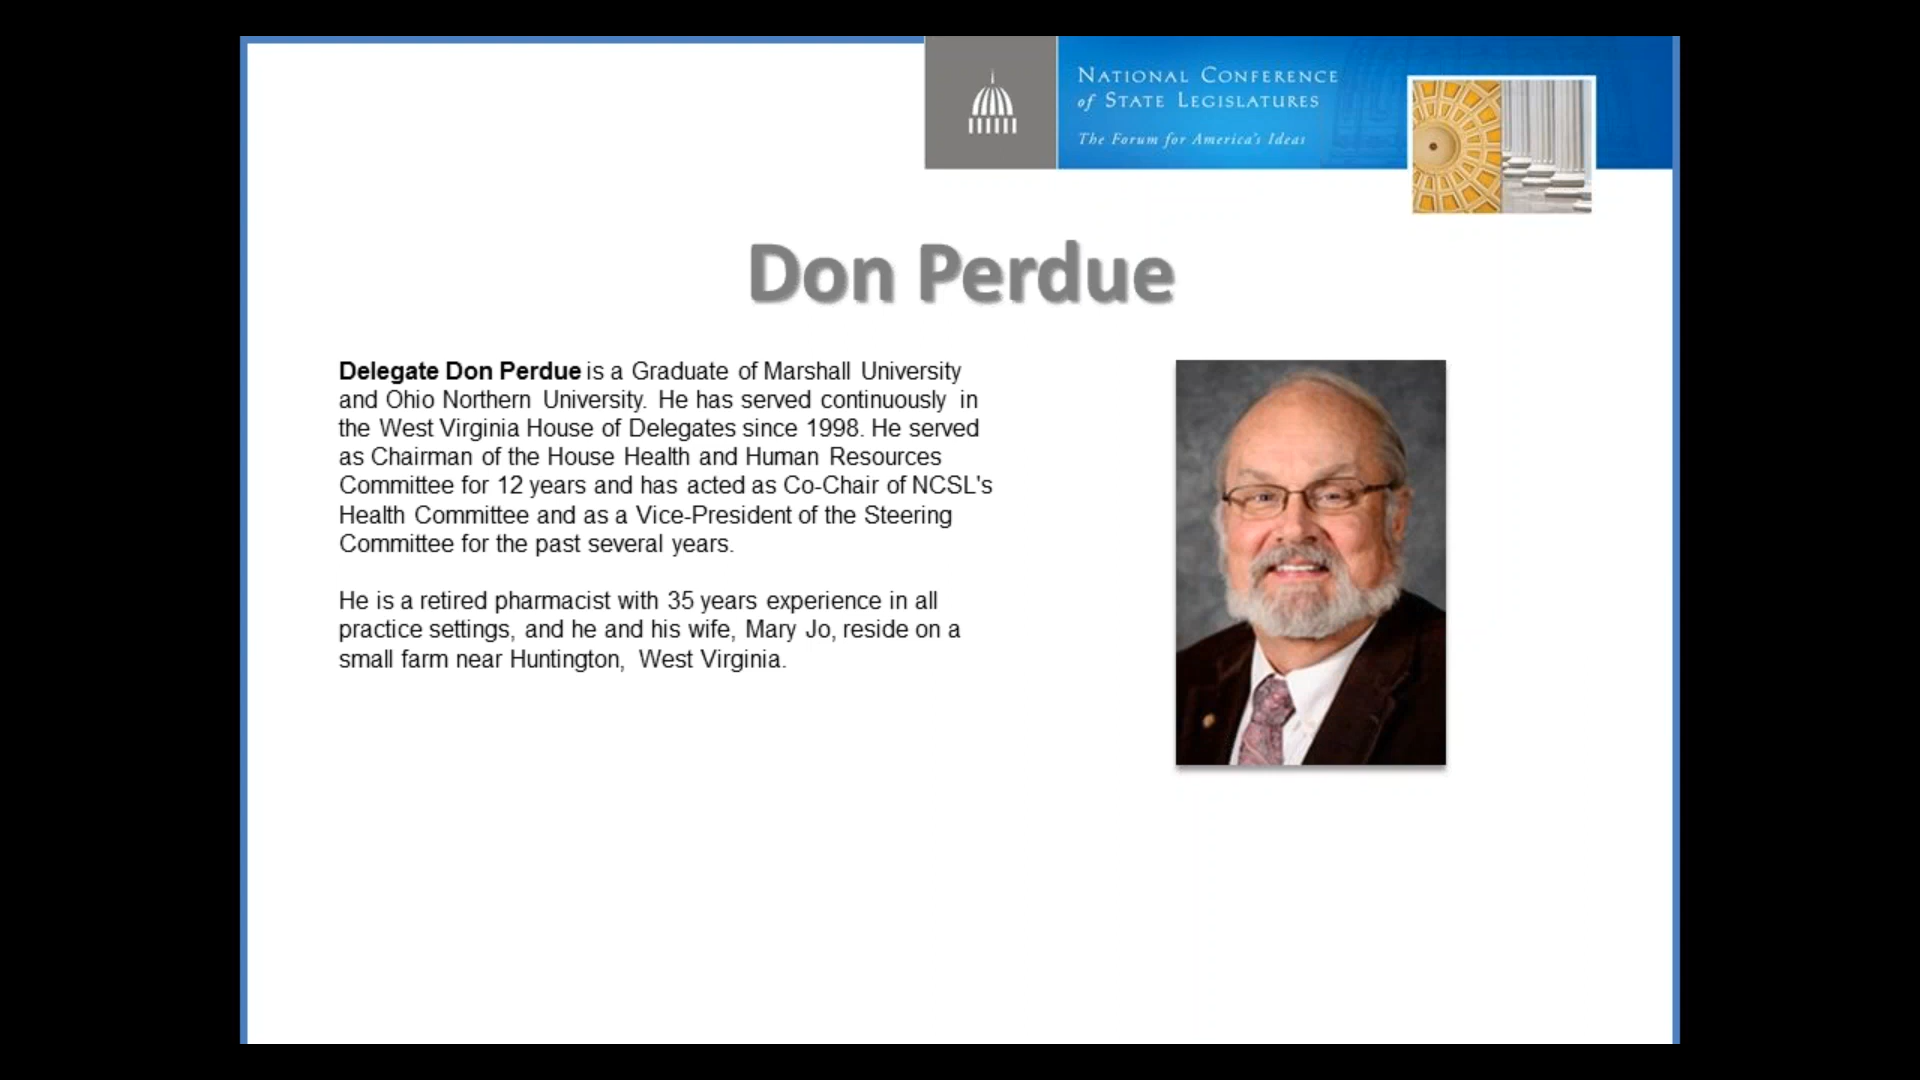 NATIONAL CONFERENCE
of STATE LEGISLATURES
The Forum for America's Ideas
Don Perdue
Delegate Don Perdue is a Graduate of Marshall University
and Ohio Northern University. He has served continuously in
the West Virginia House of Delegates since 1998. He served
as Chairman of the House Health and Human Resources
Committee for 12 years and has acted as Co-Chair of NCSL's
Health Committee and as a Vice-President of the Steering
Committee for the past several years.
He is a retired pharmacist with 35 years experience in all
practice settings, and he and his wife, Mary Jo, reside on a
small farm near Huntington, West Virginia.